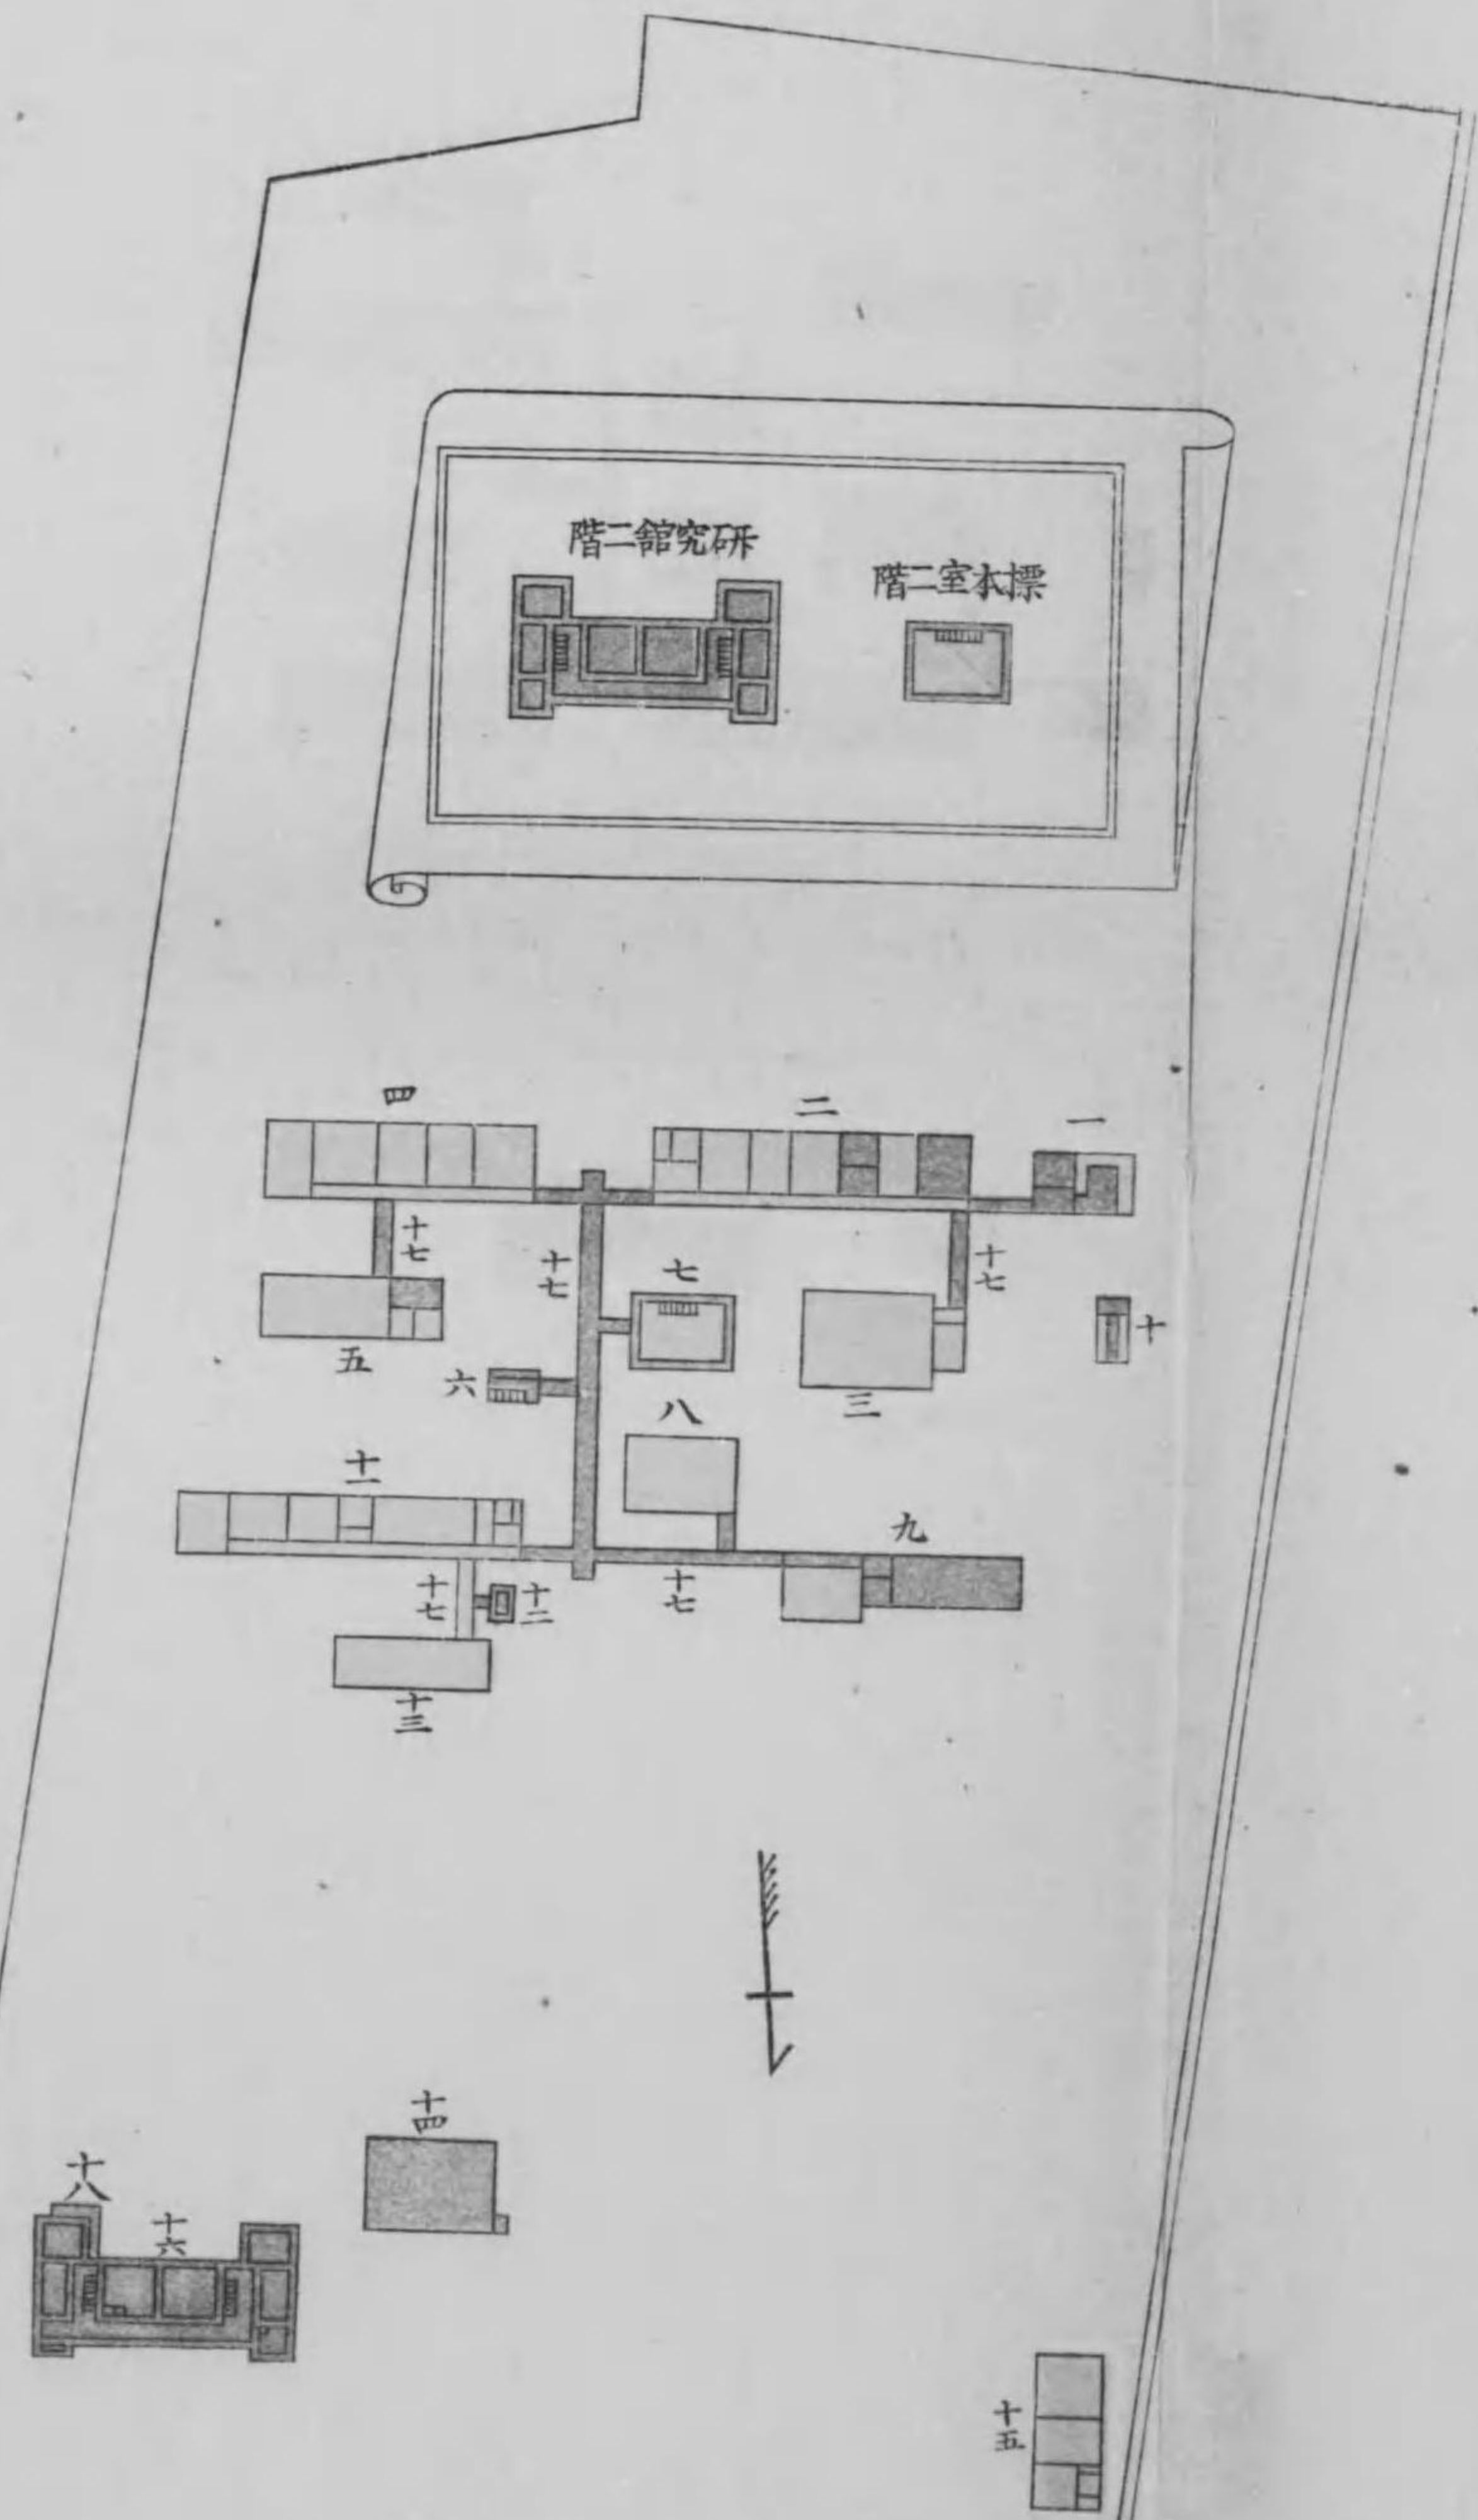 研究舘二階
標本室二階
一
二
四
十七
十七
十七
七
十
五
六
三
八
十一
九
十七
十二
十七
十三
十四
十八
十六
十五